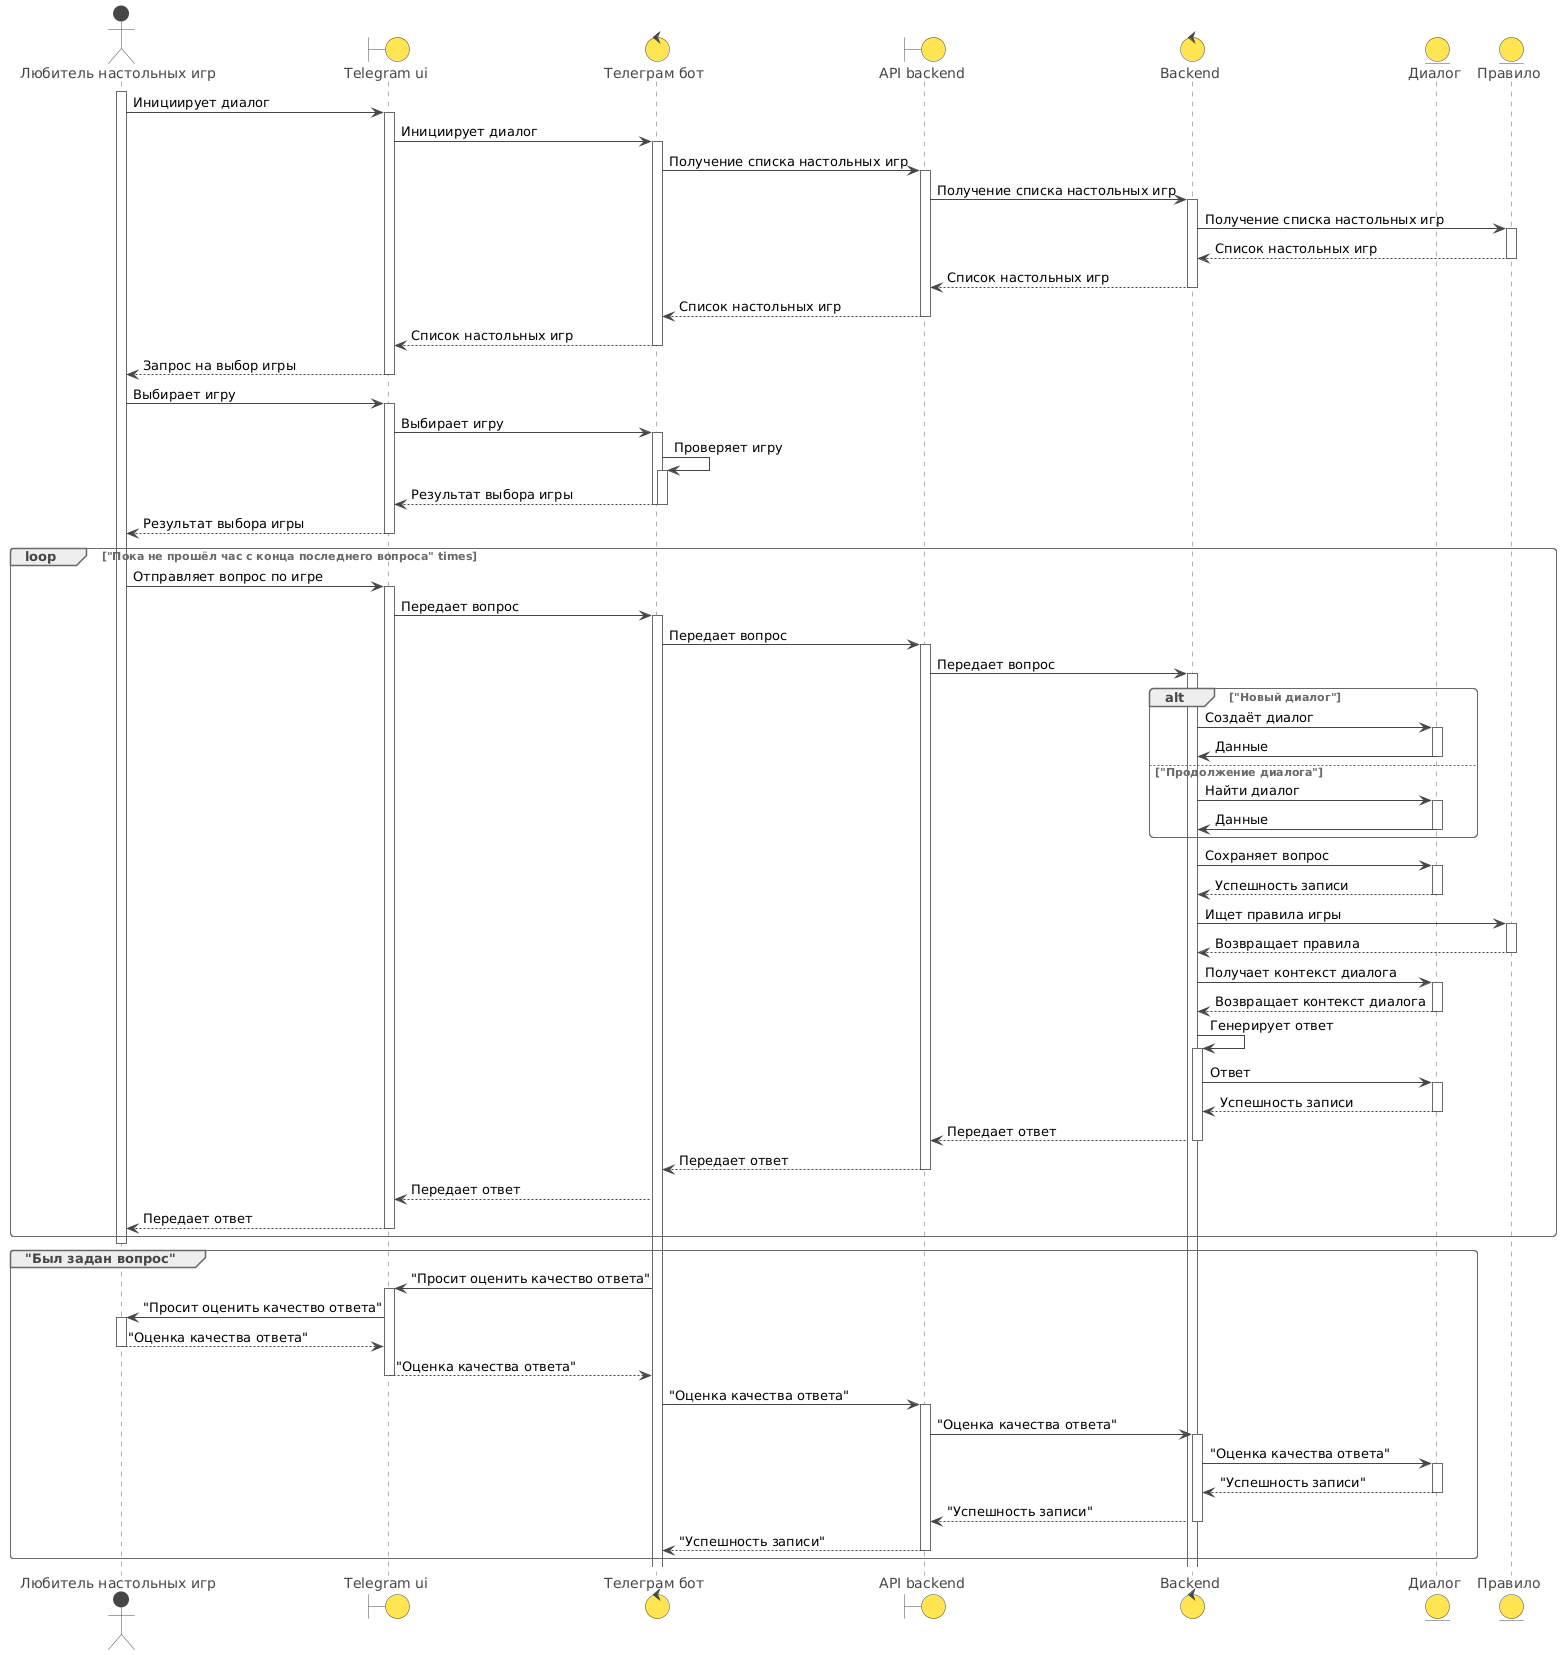 Любитель настольных игр
Telegram ui
Телеграм бот
API backend
Backend
Диалог
Правило
Инициирует диалог
Инициирует диалог
Получение списка настольных игр
Получение списка настольных игр
Получение списка настольных игр
Список настольных игр
Список настольных игр
Список настольных игр
Список настольных игр
Запрос на выбор игры
Выбирает игру
Выбирает игру
Проверяет игру
Результат выбора игры
Результат выбора игры
loop ["Пока не прошёл час с конца последнего вопроса" times]
Отправляет вопрос по игре
Передает вопрос
Передает вопрос
Передает вопрос
alt ["Новый диалог"]
Создаёт диалог
Данные
["Продолжение диалога"]
Найти диалог
Данные
Сохраняет вопрос
Успешность записи
Ищет правила игры
Возвращает правила
Получает контекст диалога
Возвращает контекст диалога
Генерирует ответ
Ответ
Успешность записи
Передает ответ
Передает ответ
Передает ответ
Передает ответ
"Был задан вопрос"
"Просит оценить качество ответа"
"Просит оценить качество ответа"
"Оценка качества ответа"
"Оценка качества ответа"
"Оценка качества ответа"
"Оценка качества ответа"
"Оценка качества ответа"
"Успешность записи"
"Успешность записи"
"Успешность записи"
Любитель настольных игр
Telegram ui
Телеграм бот
API backend
Backend
Диалог
Правило